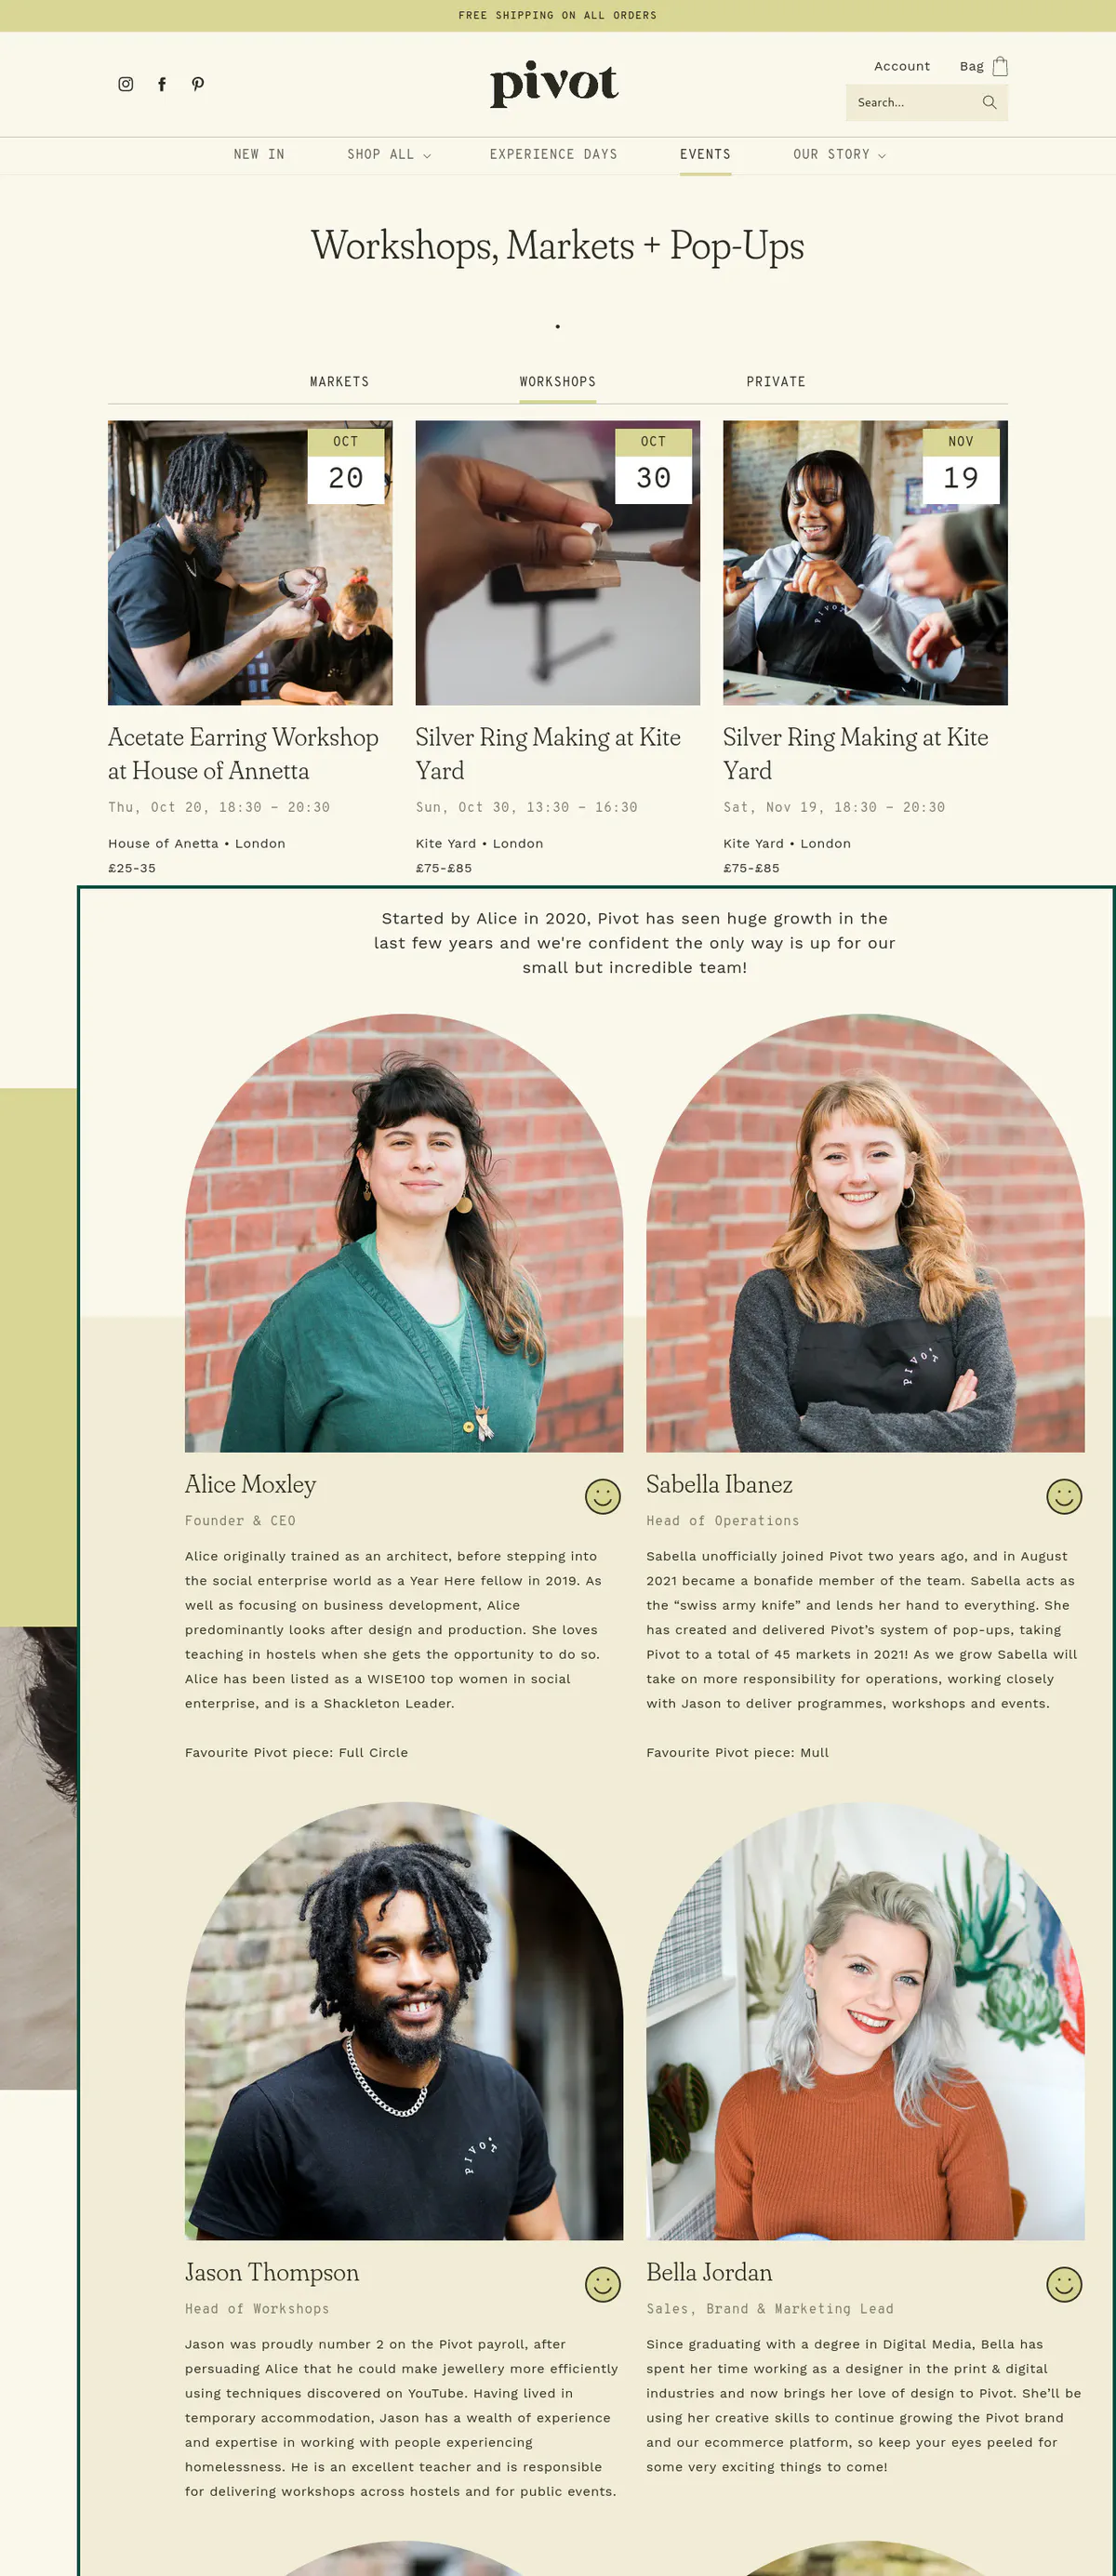 FREE SHIPPING ON ALL ORDERS
pivot
Account Bag
Search...
NEW IN SHOP ALL EXPERIENCE DAYS EVENTS OUR STORY
Workshops, Markets + Pop-Ups
MARKETS WORKSHOPS PRIVATE
OCT
20
OCT
30
NOV
19
PIVOT
Acetate Earring Workshop
at House of Annetta
Thu, Oct 20, 18:30 – 20:30
House of Anetta • London
£25-35
Silver Ring Making at Kite
Yard
Sun, Oct 30, 13:30 – 16:30
Kite Yard • London
£75-£85
Silver Ring Making at Kite
Yard
Sat, Nov 19, 18:30 – 20:30
Kite Yard • London
£75-£85
Started by Alice in 2020, Pivot has seen huge growth in the
last few years and we're confident the only way is up for our
small but incredible team!
PIVOT
Alice Moxley
Founder & CEO
Alice originally trained as an architect, before stepping into
the social enterprise world as a Year Here fellow in 2019. As
well as focusing on business development, Alice
predominantly looks after design and production. She loves
teaching in hostels when she gets the opportunity to do so.
Alice has been listed as a WISE100 top women in social
enterprise, and is a Shackleton Leader.
Favourite Pivot piece: Full Circle
Sabella Ibanez
Head of Operations
Sabella unofficially joined Pivot two years ago, and in August
2021 became a bonafide member of the team. Sabella acts as
the “swiss army knife” and lends her hand to everything. She
has created and delivered Pivot’s system of pop-ups, taking
Pivot to a total of 45 markets in 2021! As we grow Sabella will
take on more responsibility for operations, working closely
with Jason to deliver programmes, workshops and events.
Favourite Pivot piece: Mull
PIVOT
Jason Thompson
Head of Workshops
Jason was proudly number 2 on the Pivot payroll, after
persuading Alice that he could make jewellery more efficiently
using techniques discovered on YouTube. Having lived in
temporary accommodation, Jason has a wealth of experience
and expertise in working with people experiencing
homelessness. He is an excellent teacher and is responsible
for delivering workshops across hostels and for public events.
Bella Jordan
Sales, Brand & Marketing Lead
Since graduating with a degree in Digital Media, Bella has
spent her time working as a designer in the print & digital
industries and now brings her love of design to Pivot. She’ll be
using her creative skills to continue growing the Pivot brand
and our ecommerce platform, so keep your eyes peeled for
some very exciting things to come!